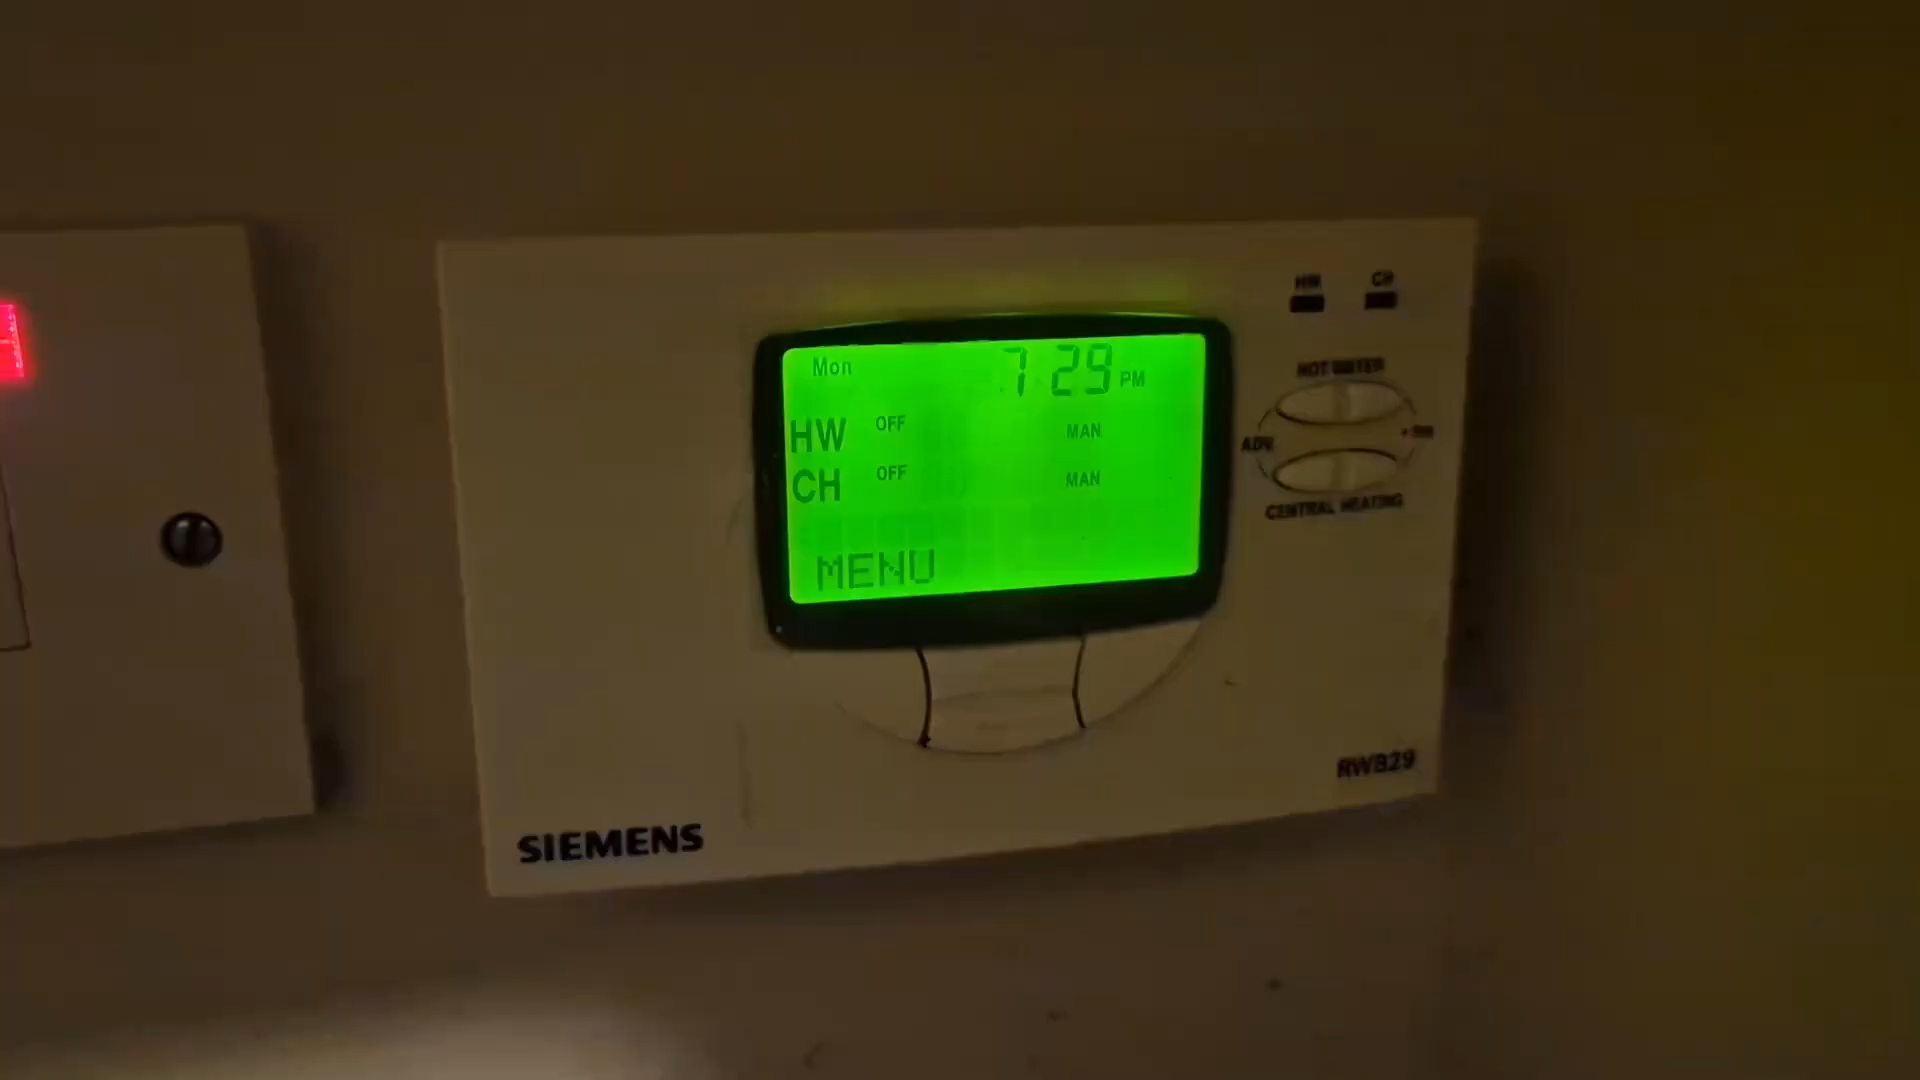 HW CH
Mon 7 29 PM
HOT WATER
HW OFF MAN
ADV.
CH OFF MAN
CENTRAL HEATING
MENU
RWB29
SIEMENS